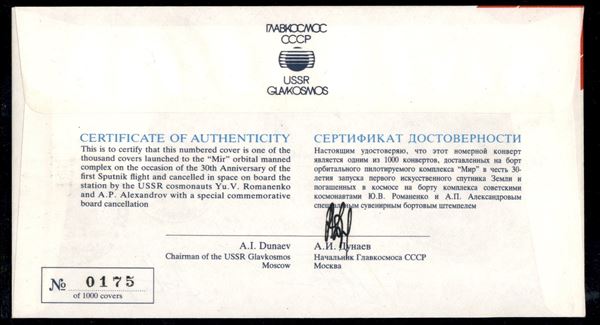 ГЛАВКОСМОС
СССР
USSR
GLAVKOSMOS
CERTIFICATE OF AUTHENTICITY
This is to certify that this numbered cover is one of the
thousand covers launched to the "Mir" orbital manned
complex on the occasion of the 30th Anniversary of the
first Sputnik flight and cancelled in space on board the
station by the USSR cosmonauts Yu.V. Romanenko
and A.P. Alexandrov with a special commemorative
board cancellation
СЕРТИФИКАТ ДОСТОВЕРНОСТИ
Настоящим удостоверяю, что этот номерной конверт
является одним из 1000 конвертов, доставленных на борт
орбитального пилотируемого комплекса "Мир" в честь 30-
летия запуска первого искусственного спутника Земли и
погашенных в космосе на борту комплекса советскими
космонавтами Ю.В. Романенко и А.П. Александровым
специальным сувенирным бортовым штемпелем
A.I. Dunaev
Chairman of the USSR Glavkosmos
Moscow
А.И. Дунаев
Начальник Главкосмоса СССР
Москва
№ 0175
of 1000 covers